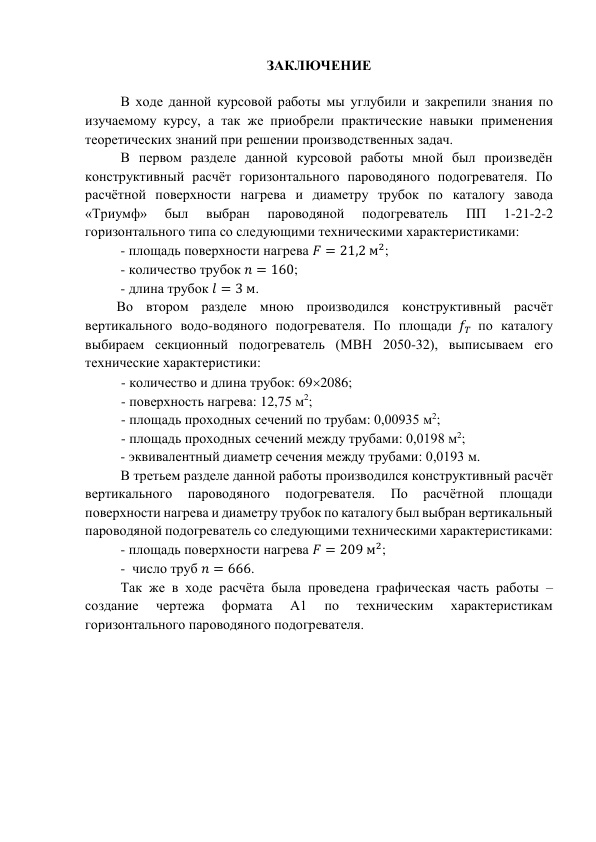 ЗАКЛЮЧЕНИЕ
В ходе данной курсовой работы мы углубили и закрепили знания по
изучаемому курсу, а так же приобрели практические навыки применения
теоретических знаний при решении производственных задач.
В первом разделе данной курсовой работы мной был произведён
конструктивный расчёт горизонтального пароводяного подогревателя. По
расчётной поверхности нагрева и диаметру трубок по каталогу завода
«Триумф» был выбран пароводяной подогреватель ПП 1-21-2-2
горизонтального типа со следующими техническими характеристиками:
- площадь поверхности нагрева 𝐹 = 21,2 м²;
- количество трубок 𝑛 = 160;
- длина трубок 𝑙 = 3 м.
Во втором разделе мною производился конструктивный расчёт
вертикального водо-водяного подогревателя. По площади 𝑓𝑇 по каталогу
выбираем секционный подогреватель (МВН 2050-32), выписываем его
технические характеристики:
- количество и длина трубок: 69×2086;
- поверхность нагрева: 12,75 м²;
- площадь проходных сечений по трубам: 0,00935 м²;
- площадь проходных сечений между трубами: 0,0198 м²;
- эквивалентный диаметр сечения между трубами: 0,0193 м.
В третьем разделе данной работы производился конструктивный расчёт
вертикального пароводяного подогревателя. По расчётной площади
поверхности нагрева и диаметру трубок по каталогу был выбран вертикальный
пароводяной подогреватель со следующими техническими характеристиками:
- площадь поверхности нагрева 𝐹 = 209 м²;
- число труб 𝑛 = 666.
Так же в ходе расчёта была проведена графическая часть работы –
создание чертежа формата А1 по техническим характеристикам
горизонтального пароводяного подогревателя.